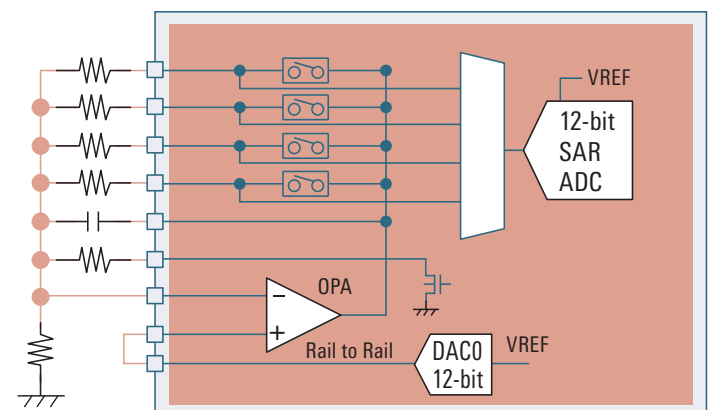 VREF
12-bit
SAR
ADC
OPA
−
+
Rail to Rail
DAC0
12-bit
VREF